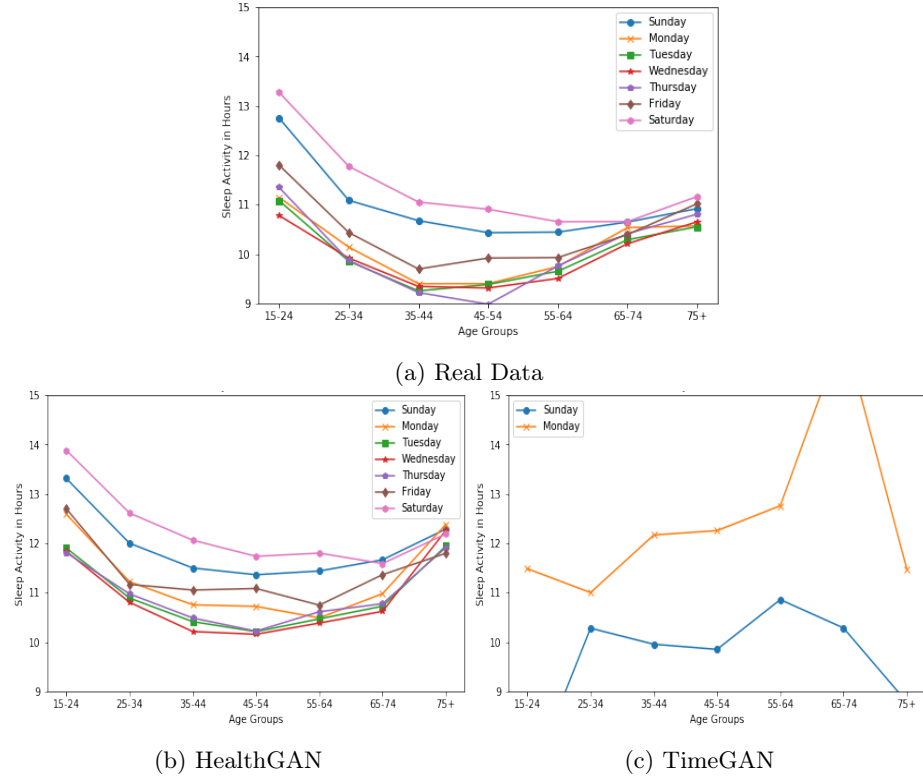 15
14
13
12
11
10
9
Sleep Activity in Hours
Sunday
Monday
Tuesday
Wednesday
Thursday
Friday
Saturday
15-24 25-34 35-44 45-54 55-64 65-74 75+
Age Groups
(a) Real Data
15
14
13
12
11
10
9
Sleep Activity in Hours
Sunday
Monday
Tuesday
Wednesday
Thursday
Friday
Saturday
15-24 25-34 35-44 45-54 55-64 65-74 75+
Age Groups
(b) HealthGAN
15
14
13
12
11
10
9
Sleep Activity in Hours
Sunday
Monday
15-24 25-34 35-44 45-54 55-64 65-74 75+
Age Groups
(c) TimeGAN